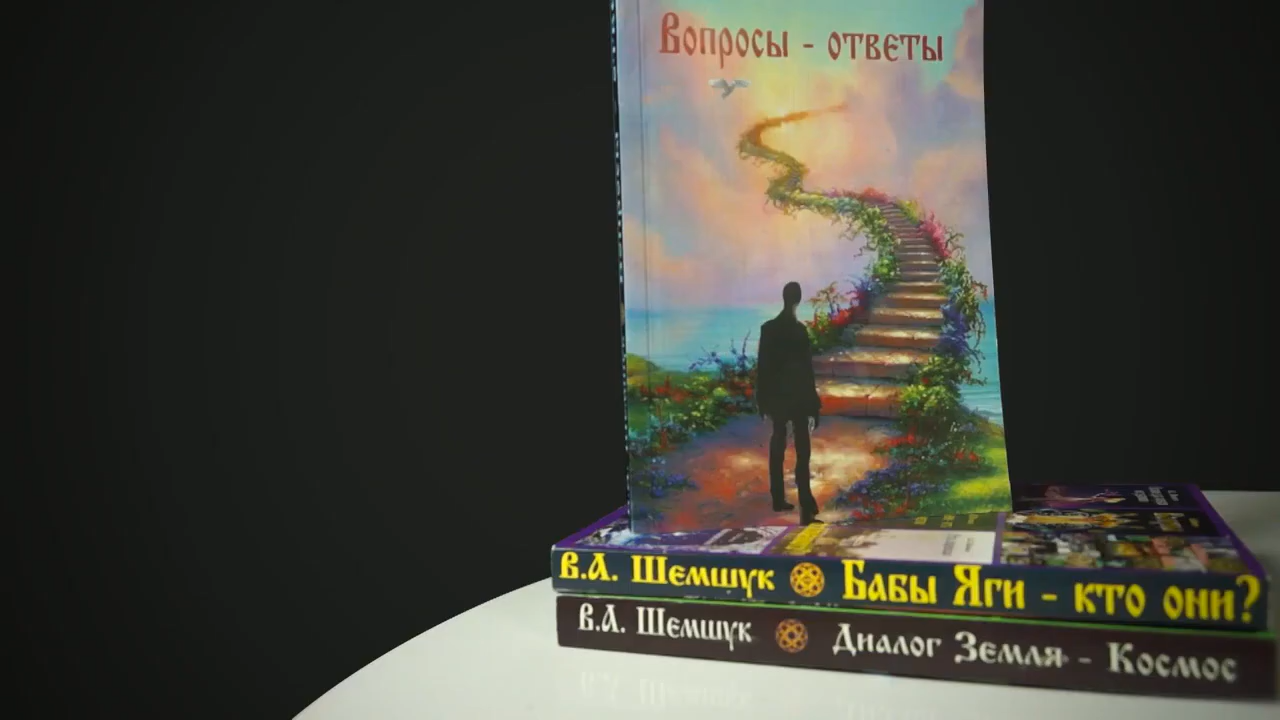 Вопросы - ответы
В.А. Шемшук Бабы Яги - кто они?
В.А. Шемшук Диалог Земля - Космос